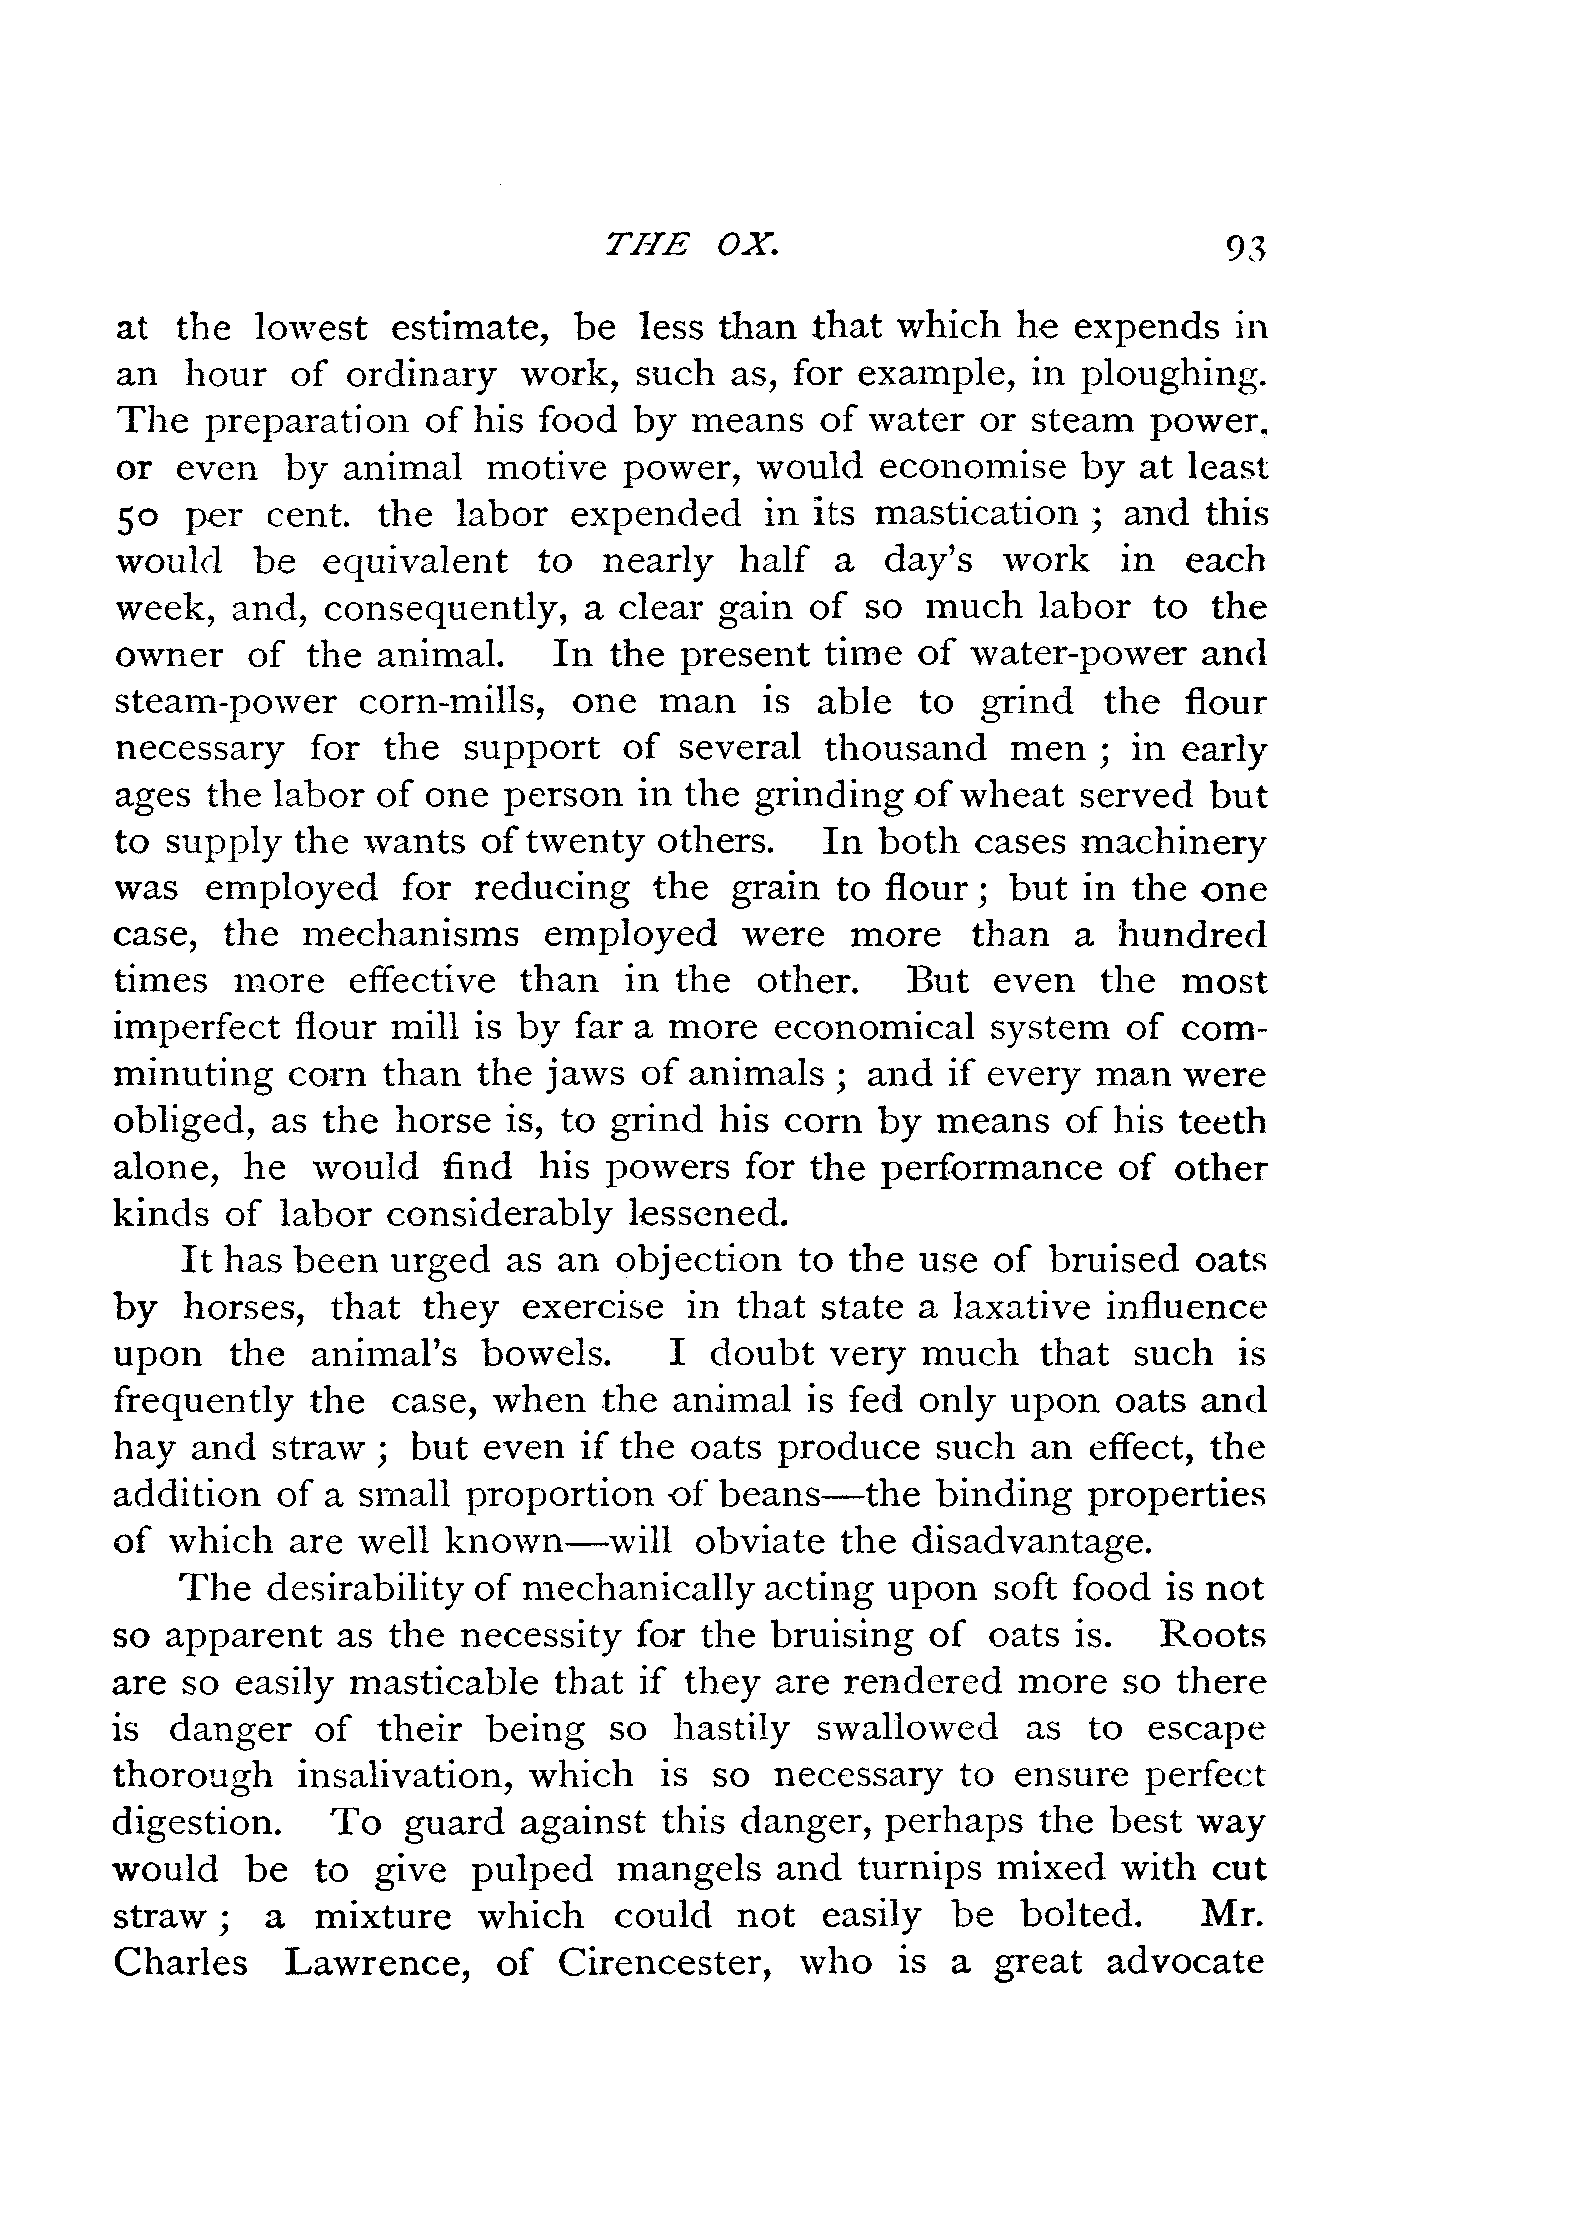 THE OX. 93
at the lowest estimate, be less than that which he expends in
an hour of ordinary work, such as, for example, in ploughing.
The preparation of his food by means of water or steam power,
or even by animal motive power, would economise by at least
50 per cent. the labor expended in its mastication ; and this
would be equivalent to nearly half a day's work in each
week, and, consequently, a clear gain of so much labor to the
owner of the animal. In the present time of water-power and
steam-power corn-mills, one man is able to grind the flour
necessary for the support of several thousand men ; in early
ages the labor of one person in the grinding of wheat served but
to supply the wants of twenty others. In both cases machinery
was employed for reducing the grain to flour ; but in the one
case, the mechanisms employed were more than a hundred
times more effective than in the other. But even the most
imperfect flour mill is by far a more economical system of com-
minuting corn than the jaws of animals ; and if every man were
obliged, as the horse is, to grind his corn by means of his teeth
alone, he would find his powers for the performance of other
kinds of labor considerably lessened.
It has been urged as an objection to the use of bruised oats
by horses, that they exercise in that state a laxative influence
upon the animal's bowels. I doubt very much that such is
frequently the case, when the animal is fed only upon oats and
hay and straw ; but even if the oats produce such an effect, the
addition of a small proportion of beans—the binding properties
of which are well known—will obviate the disadvantage.
The desirability of mechanically acting upon soft food is not
so apparent as the necessity for the bruising of oats is. Roots
are so easily masticable that if they are rendered more so there
is danger of their being so hastily swallowed as to escape
thorough insalivation, which is so necessary to ensure perfect
digestion. To guard against this danger, perhaps the best way
would be to give pulped mangels and turnips mixed with cut
straw ; a mixture which could not easily be bolted. Mr.
Charles Lawrence, of Cirencester, who is a great advocate